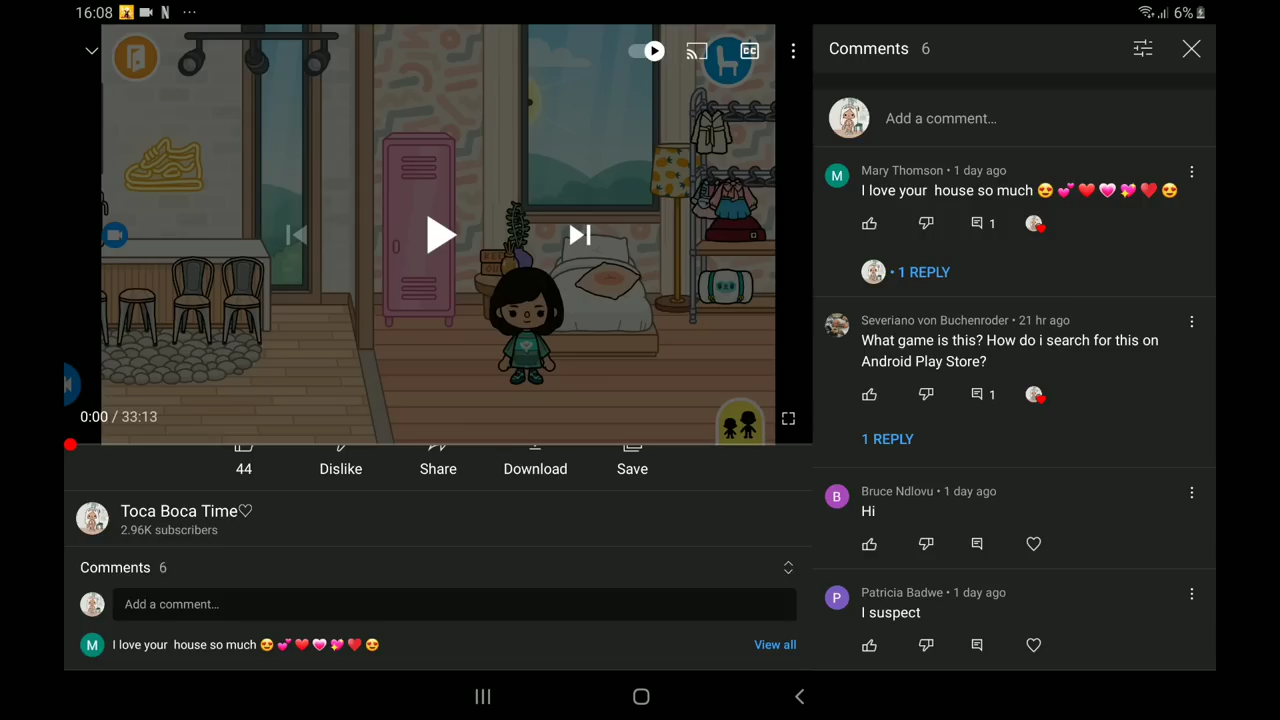 16:08
N
6%
CC
0:00 / 33:13
44
Dislike
Share
Download
Save
Toca Boca Time♡
2.96K subscribers
Comments 6
Add a comment…
M
I love your house so much 😍 💕 ❤️ 💗 💖 ❤️ 😍
View all
Comments 6
Add a comment…
M
Mary Thomson • 1 day ago
I love your house so much 😍 💕 ❤️ 💗 💖 ❤️ 😍
1
• 1 REPLY
Severiano von Buchenroder • 21 hr ago
What game is this? How do i search for this on
Android Play Store?
1
1 REPLY
B
Bruce Ndlovu • 1 day ago
Hi
P
Patricia Badwe • 1 day ago
I suspect